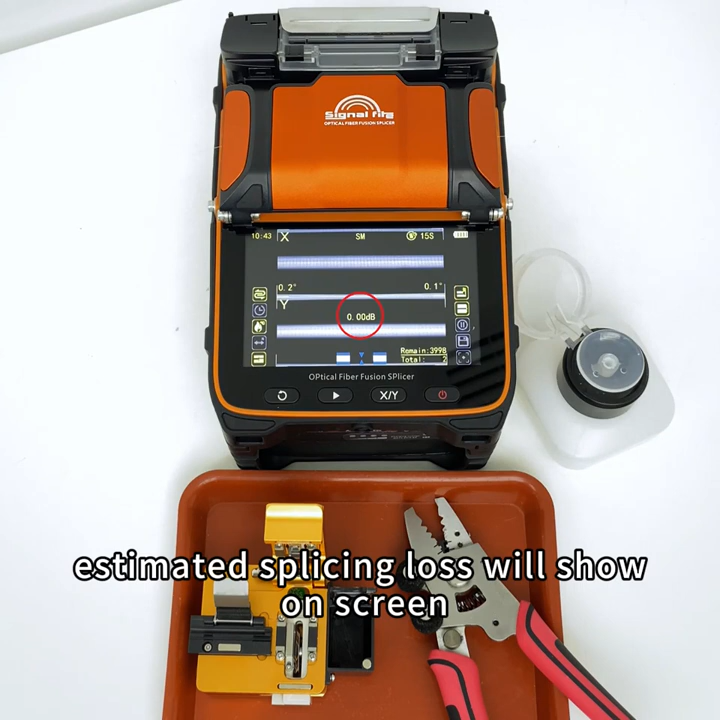 Signal fire
OPTICAL FIBER FUSION SPLICER
10:43 X SM 15S
0.2° 0.1°
Y
0.00dB
Remain:3998
Total: 2
OPtical Fiber Fusion SPlicer
X/Y
estimated splicing loss will show
on screen